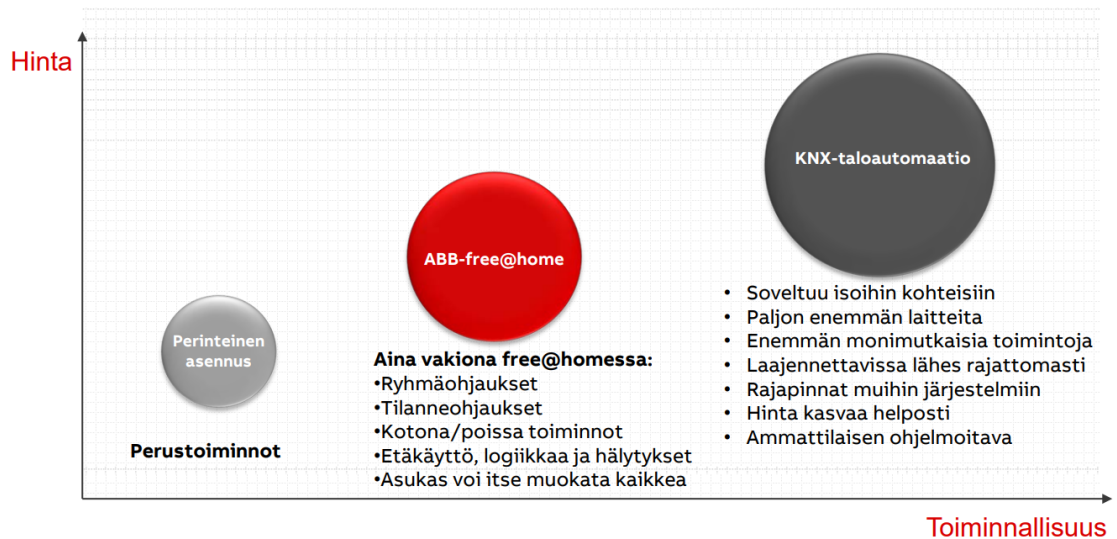 Hinta
KNX-taloautomaatio
ABB-free@home
Perinteinen
asennus
Perustoiminnot
Aina vakiona free@homessa:
•Ryhmäohjaukset
•Tilanneohjaukset
•Kotona/poissa toiminnot
•Etäkäyttö, logiikkaa ja hälytykset
•Asukas voi itse muokata kaikkea
• Soveltuu isoihin kohteisiin
• Paljon enemmän laitteita
• Enemmän monimutkaisia toimintoja
• Laajennettavissa lähes rajattomasti
• Rajapinnat muihin järjestelmiin
• Hinta kasvaa helposti
• Ammattilaisen ohjelmoitava
Toiminnallisuus